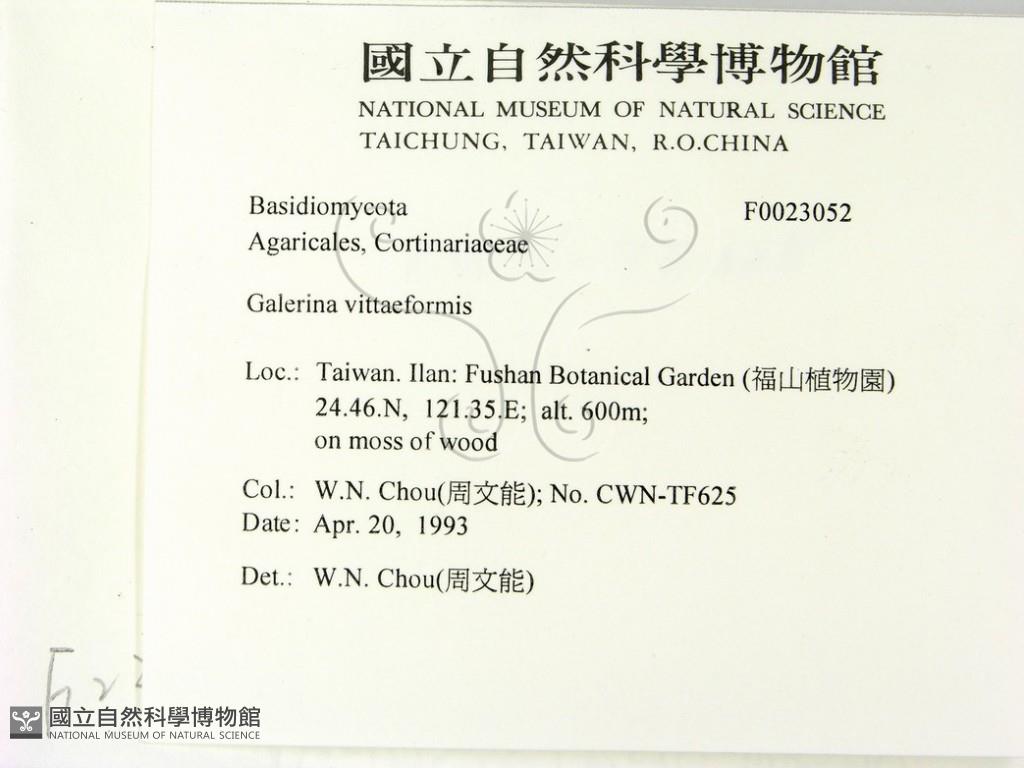 國立自然科學博物館
NATIONAL MUSEUM OF NATURAL SCIENCE
TAICHUNG, TAIWAN, R.O.CHINA
Basidiomycota F0023052
Agaricales, Cortinariaceae
Galerina vittaeformis
Loc.: Taiwan. Ilan: Fushan Botanical Garden (福山植物園)
24.46.N, 121.35.E; alt. 600m;
on moss of wood
Col.: W.N. Chou(周文能); No. CWN-TF625
Date: Apr. 20, 1993
Det.: W.N. Chou(周文能)
國立自然科學博物館
NATIONAL MUSEUM OF NATURAL SCIENCE